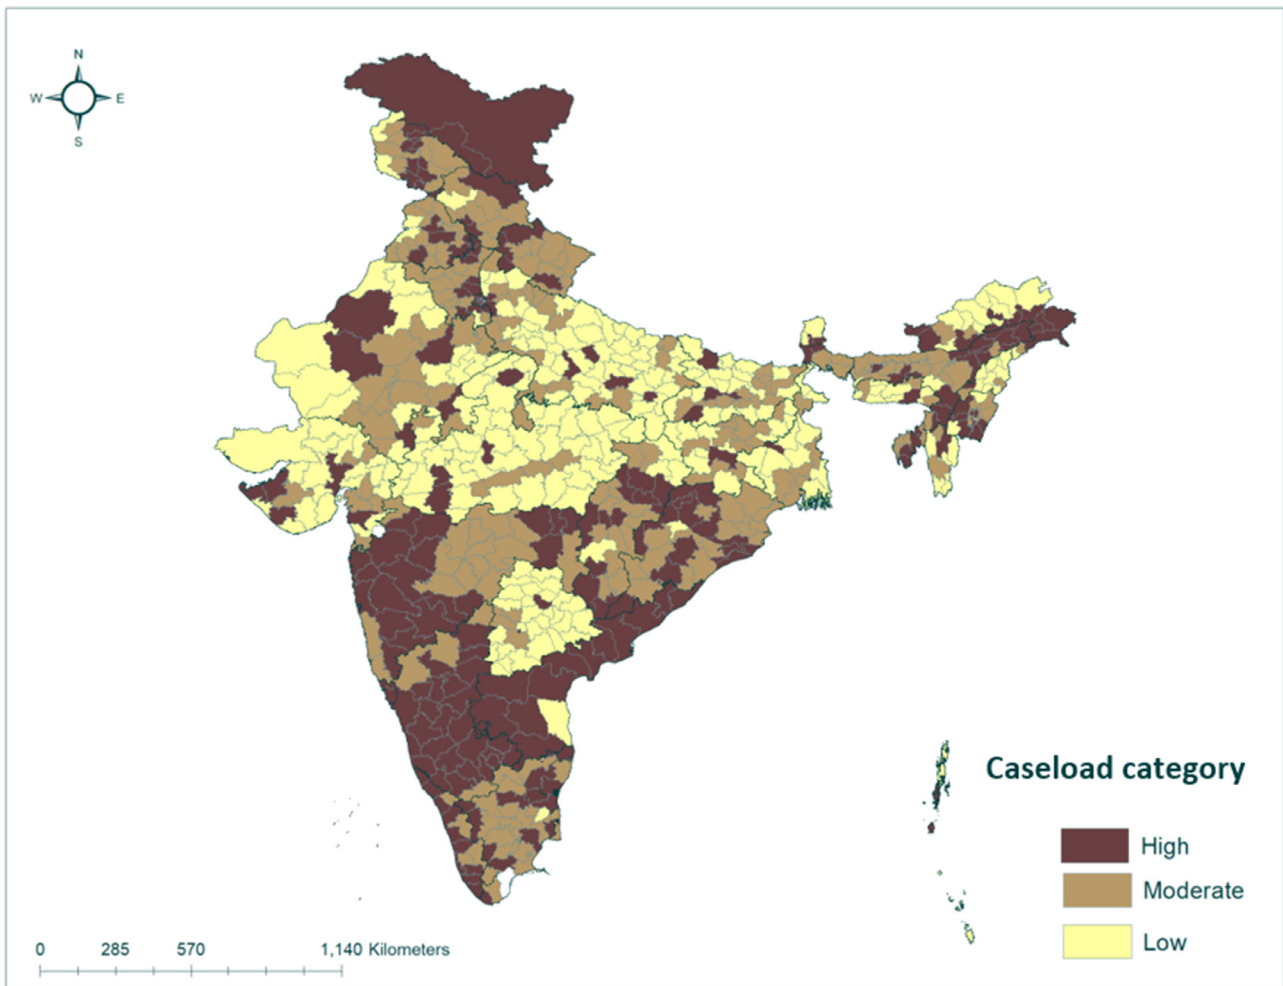 N
W E
S
Caseload category
High
Moderate
Low
0 285 570 1,140 Kilometers